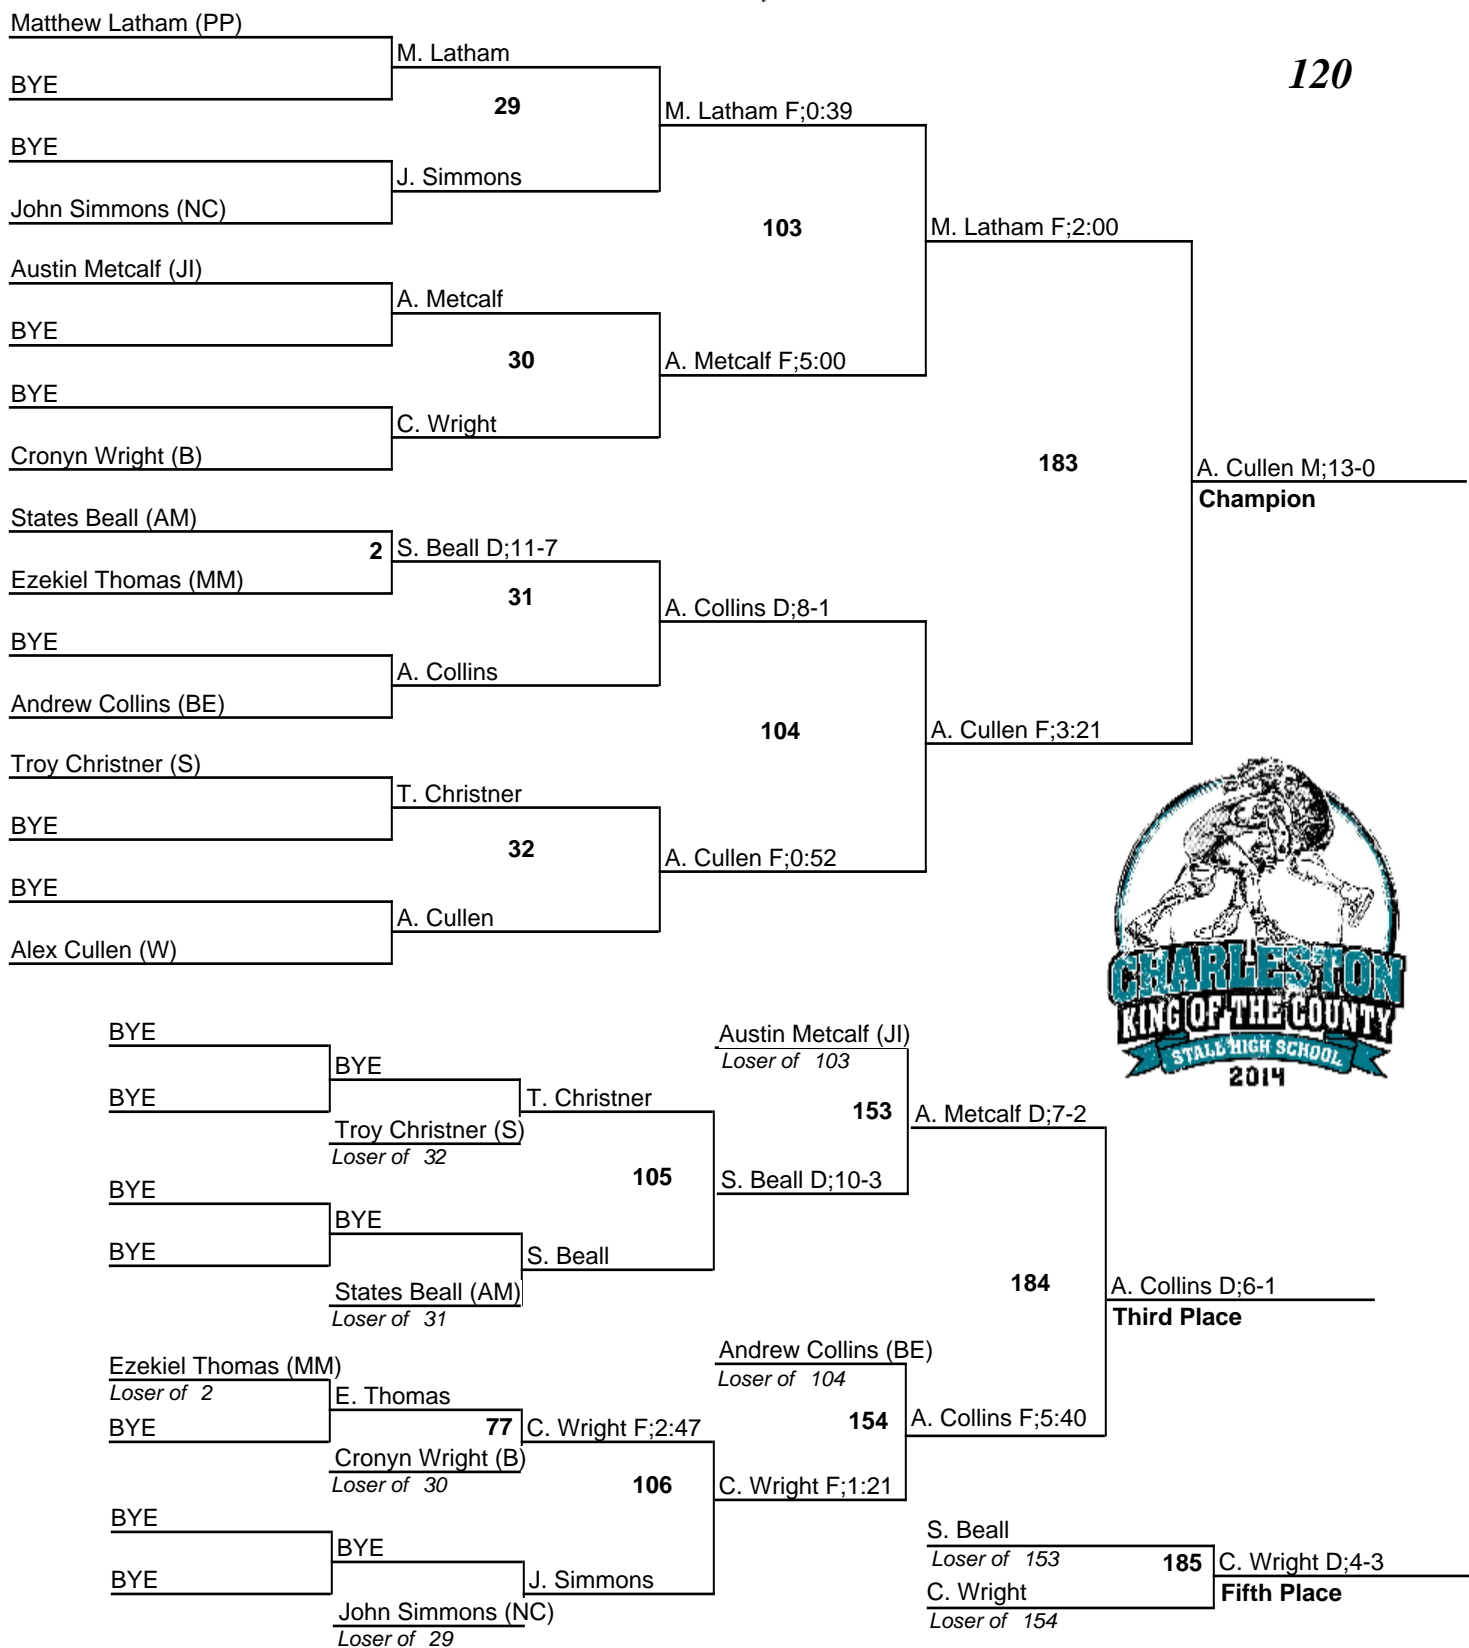 120
Matthew Latham (PP)
M. Latham
BYE
29
M. Latham F;0:39
BYE
J. Simmons
John Simmons (NC)
103
M. Latham F;2:00
Austin Metcalf (JI)
A. Metcalf
BYE
30
A. Metcalf F;5:00
BYE
C. Wright
Cronyn Wright (B)
183
A. Cullen M;13-0
Champion
States Beall (AM)
2
S. Beall D;11-7
Ezekiel Thomas (MM)
31
A. Collins D;8-1
BYE
A. Collins
Andrew Collins (BE)
104
A. Cullen F;3:21
Troy Christner (S)
T. Christner
BYE
32
A. Cullen F;0:52
BYE
A. Cullen
Alex Cullen (W)
CHARLESTON
KING OF THE COUNTY
STALL HIGH SCHOOL
2014
BYE
BYE
BYE
T. Christner
Troy Christner (S)
Loser of 32
105
BYE
BYE
BYE
S. Beall
States Beall (AM)
Loser of 31
Austin Metcalf (JI)
Loser of 103
153
A. Metcalf D;7-2
S. Beall D;10-3
184
A. Collins D;6-1
Third Place
Ezekiel Thomas (MM)
Loser of 2
E. Thomas
BYE
77
C. Wright F;2:47
Cronyn Wright (B)
Loser of 30
106
BYE
BYE
BYE
J. Simmons
John Simmons (NC)
Loser of 29
Andrew Collins (BE)
Loser of 104
154
A. Collins F;5:40
C. Wright F;1:21
S. Beall
Loser of 153
185
C. Wright D;4-3
C. Wright
Fifth Place
Loser of 154